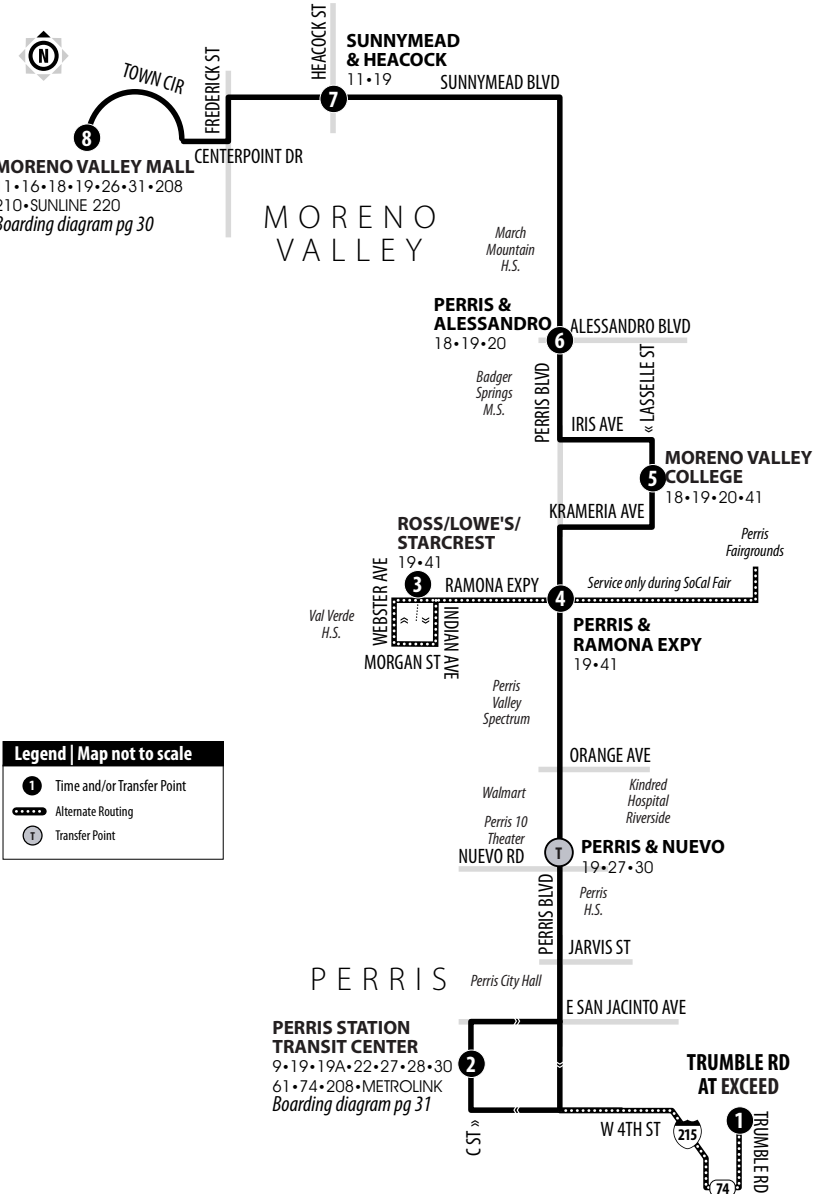 N
TOWN CIR
FREDERICK ST
HEACOCK ST
SUNNYMEAD
& HEACOCK
11•19
SUNNYMEAD BLVD
7
8
CENTERPOINT DR
MORENO VALLEY MALL
11•16•18•19•26•31•208
210•SUNLINE 220
Boarding diagram pg 30
MORENO
VALLEY
March
Mountain
H.S.
PERRIS &
ALESSANDRO
18•19•20
6
ALESSANDRO BLVD
Badger
Springs
M.S.
PERRIS BLVD
« LASSELLE ST
IRIS AVE
5
MORENO VALLEY
COLLEGE
18•19•20•41
KRAMERIA AVE
ROSS/LOWE'S/
STARCREST
19•41
3
RAMONA EXPY
4
Service only during SoCal Fair
Perris
Fairgrounds
Val Verde
H.S.
WEBSTER AVE
« »
INDIAN AVE
MORGAN ST
PERRIS &
RAMONA EXPY
19•41
Perris
Valley
Spectrum
ORANGE AVE
Legend | Map not to scale
1 Time and/or Transfer Point
Alternate Routing
T Transfer Point
Walmart
Kindred
Hospital
Riverside
Perris 10
Theater
NUEVO RD
T
PERRIS & NUEVO
19•27•30
PERRIS BLVD
Perris
H.S.
JARVIS ST
PERRIS
Perris City Hall
E SAN JACINTO AVE
PERRIS STATION
TRANSIT CENTER
9•19•19A•22•27•28•30
61•74•208•METROLINK
Boarding diagram pg 31
2
C ST »
W 4TH ST
215
TRUMBLE RD
AT EXCEED
1
TRUMBLE RD
74